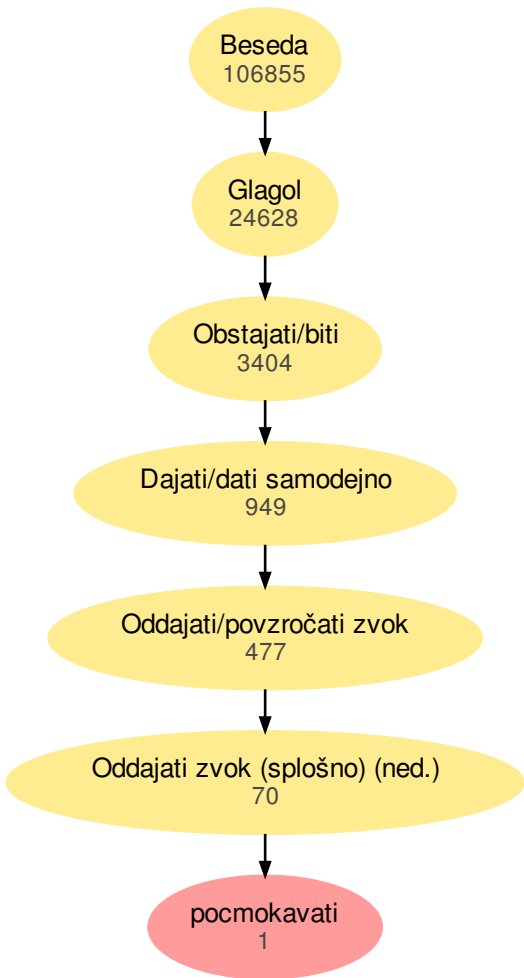 Beseda
106855
Glagol
24628
Obstajati/biti
3404
Dajati/dati samodejno
949
Oddajati/povzročati zvok
477
Oddajati zvok (splošno) (ned.)
70
pocmokavati
1